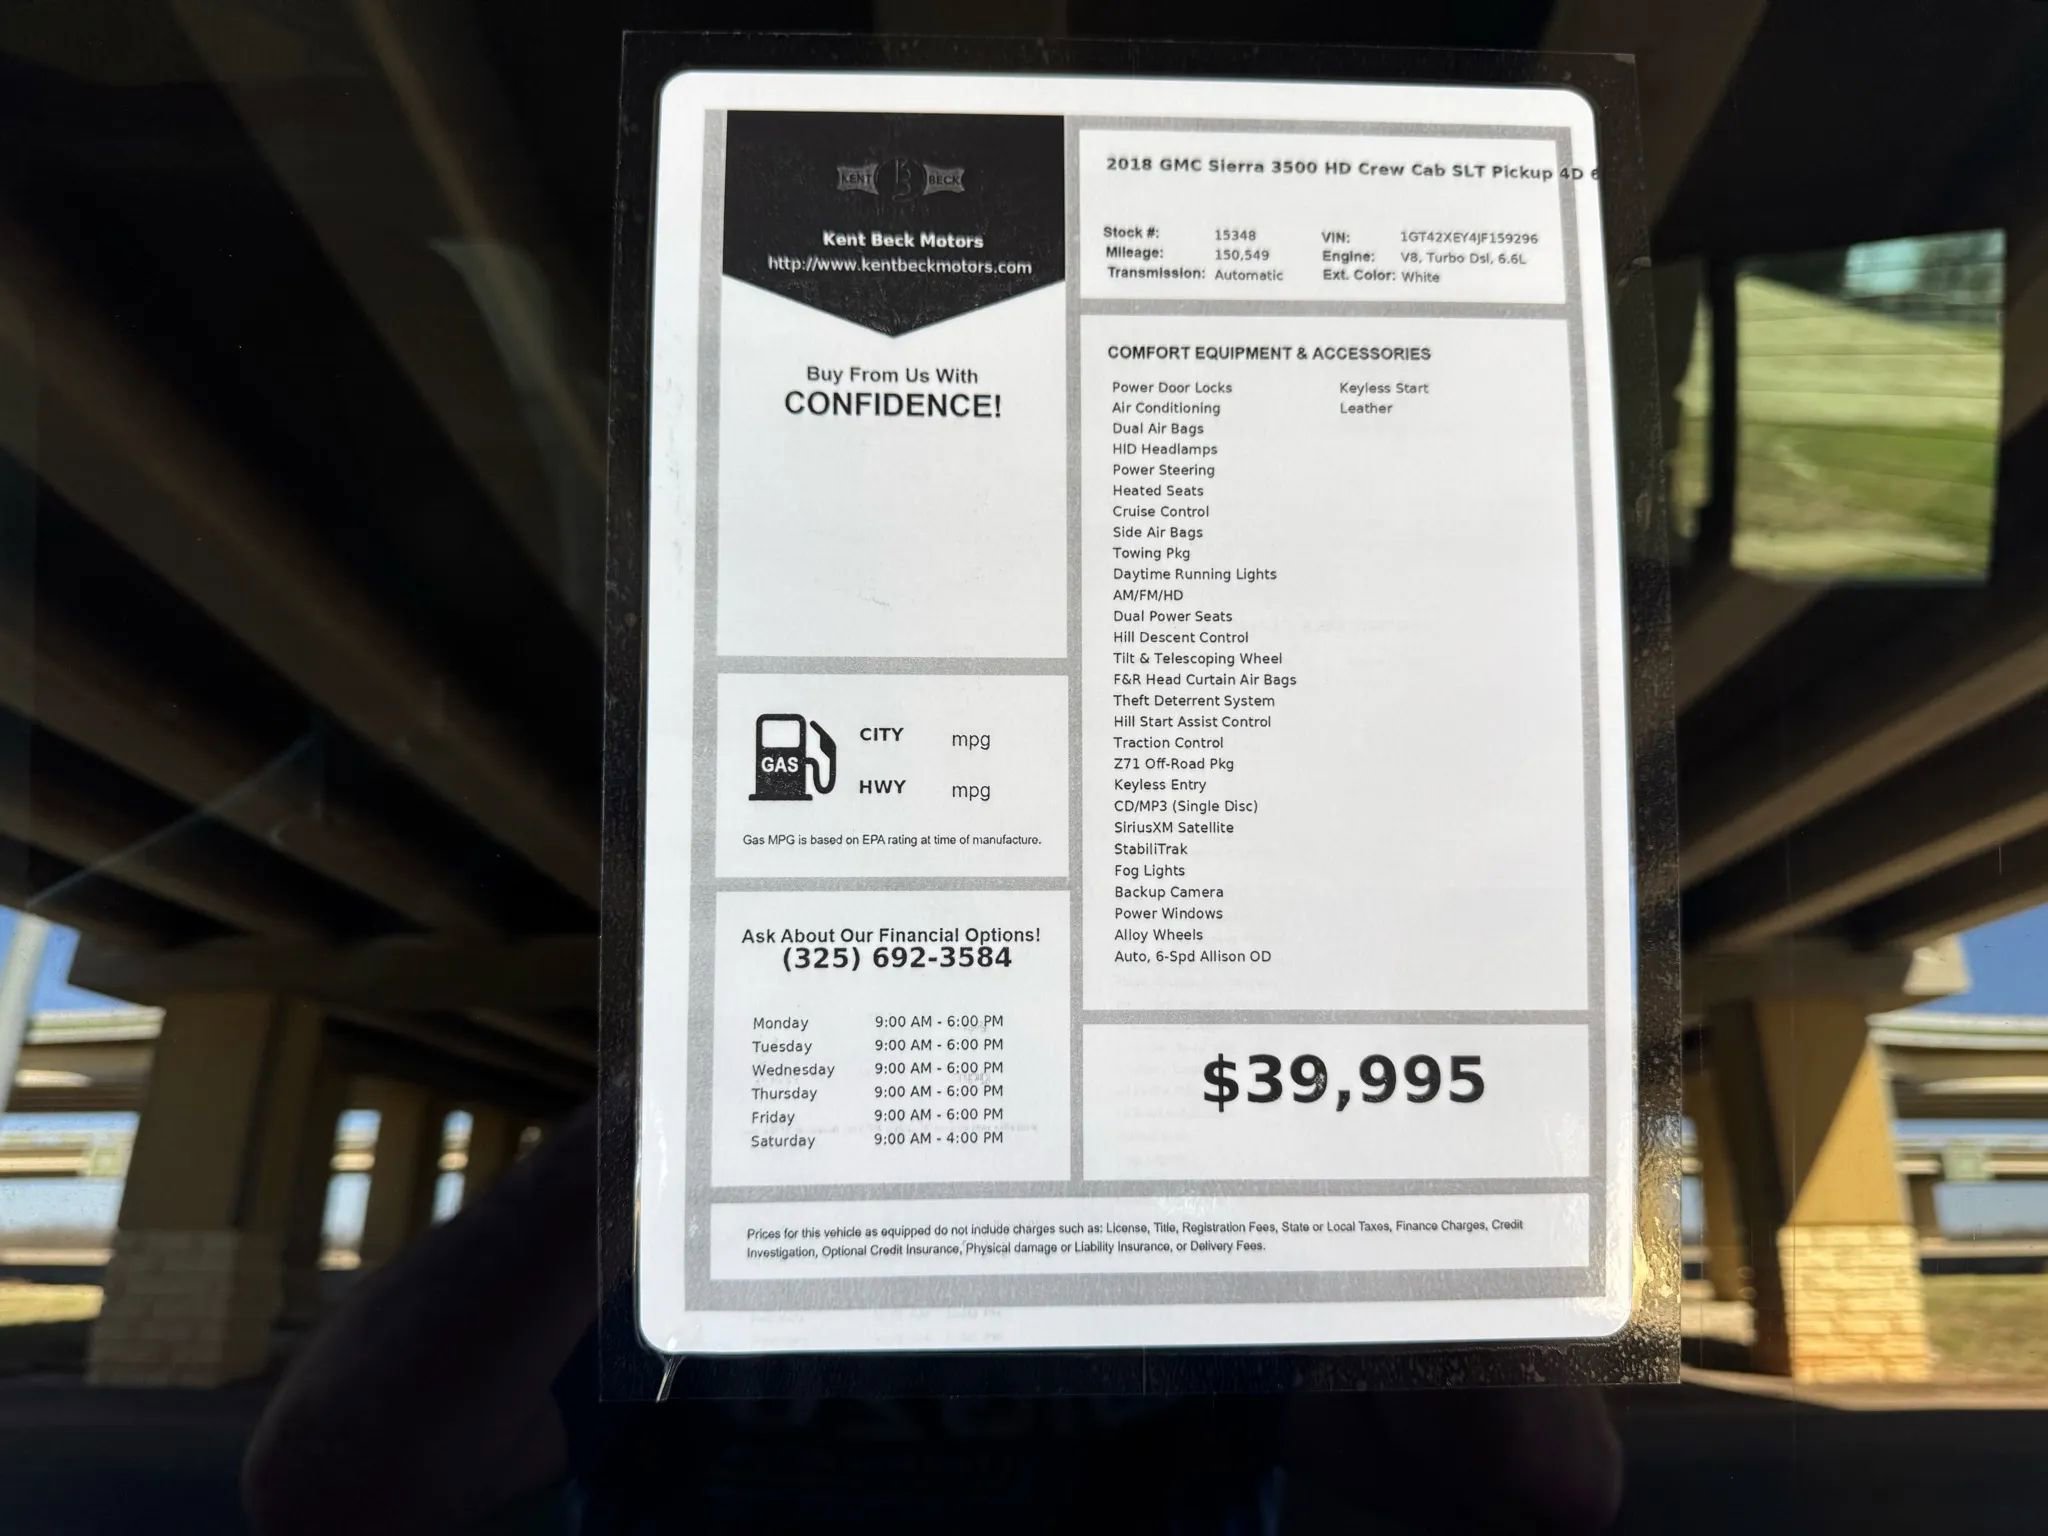 KENT BECK
Kent Beck Motors
http://www.kentbeckmotors.com
Buy From Us With
CONFIDENCE!
GAS
CITY mpg
HWY mpg
Gas MPG is based on EPA rating at time of manufacture.
Ask About Our Financial Options!
(325) 692-3584
Monday 9:00 AM - 6:00 PM
Tuesday 9:00 AM - 6:00 PM
Wednesday 9:00 AM - 6:00 PM
Thursday 9:00 AM - 6:00 PM
Friday 9:00 AM - 6:00 PM
Saturday 9:00 AM - 4:00 PM
2018 GMC Sierra 3500 HD Crew Cab SLT Pickup 4D 6
Stock #: 15348 VIN: 1GT42XEY4JF159296
Mileage: 150,549 Engine: V8, Turbo Dsl, 6.6L
Transmission: Automatic Ext. Color: White
COMFORT EQUIPMENT & ACCESSORIES
Power Door Locks Keyless Start
Air Conditioning Leather
Dual Air Bags
HID Headlamps
Power Steering
Heated Seats
Cruise Control
Side Air Bags
Towing Pkg
Daytime Running Lights
AM/FM/HD
Dual Power Seats
Hill Descent Control
Tilt & Telescoping Wheel
F&R Head Curtain Air Bags
Theft Deterrent System
Hill Start Assist Control
Traction Control
Z71 Off-Road Pkg
Keyless Entry
CD/MP3 (Single Disc)
SiriusXM Satellite
StabiliTrak
Fog Lights
Backup Camera
Power Windows
Alloy Wheels
Auto, 6-Spd Allison OD
$39,995
Prices for this vehicle as equipped do not include charges such as: License, Title, Registration Fees, State or Local Taxes, Finance Charges, Credit
Investigation, Optional Credit Insurance, Physical damage or Liability Insurance, or Delivery Fees.